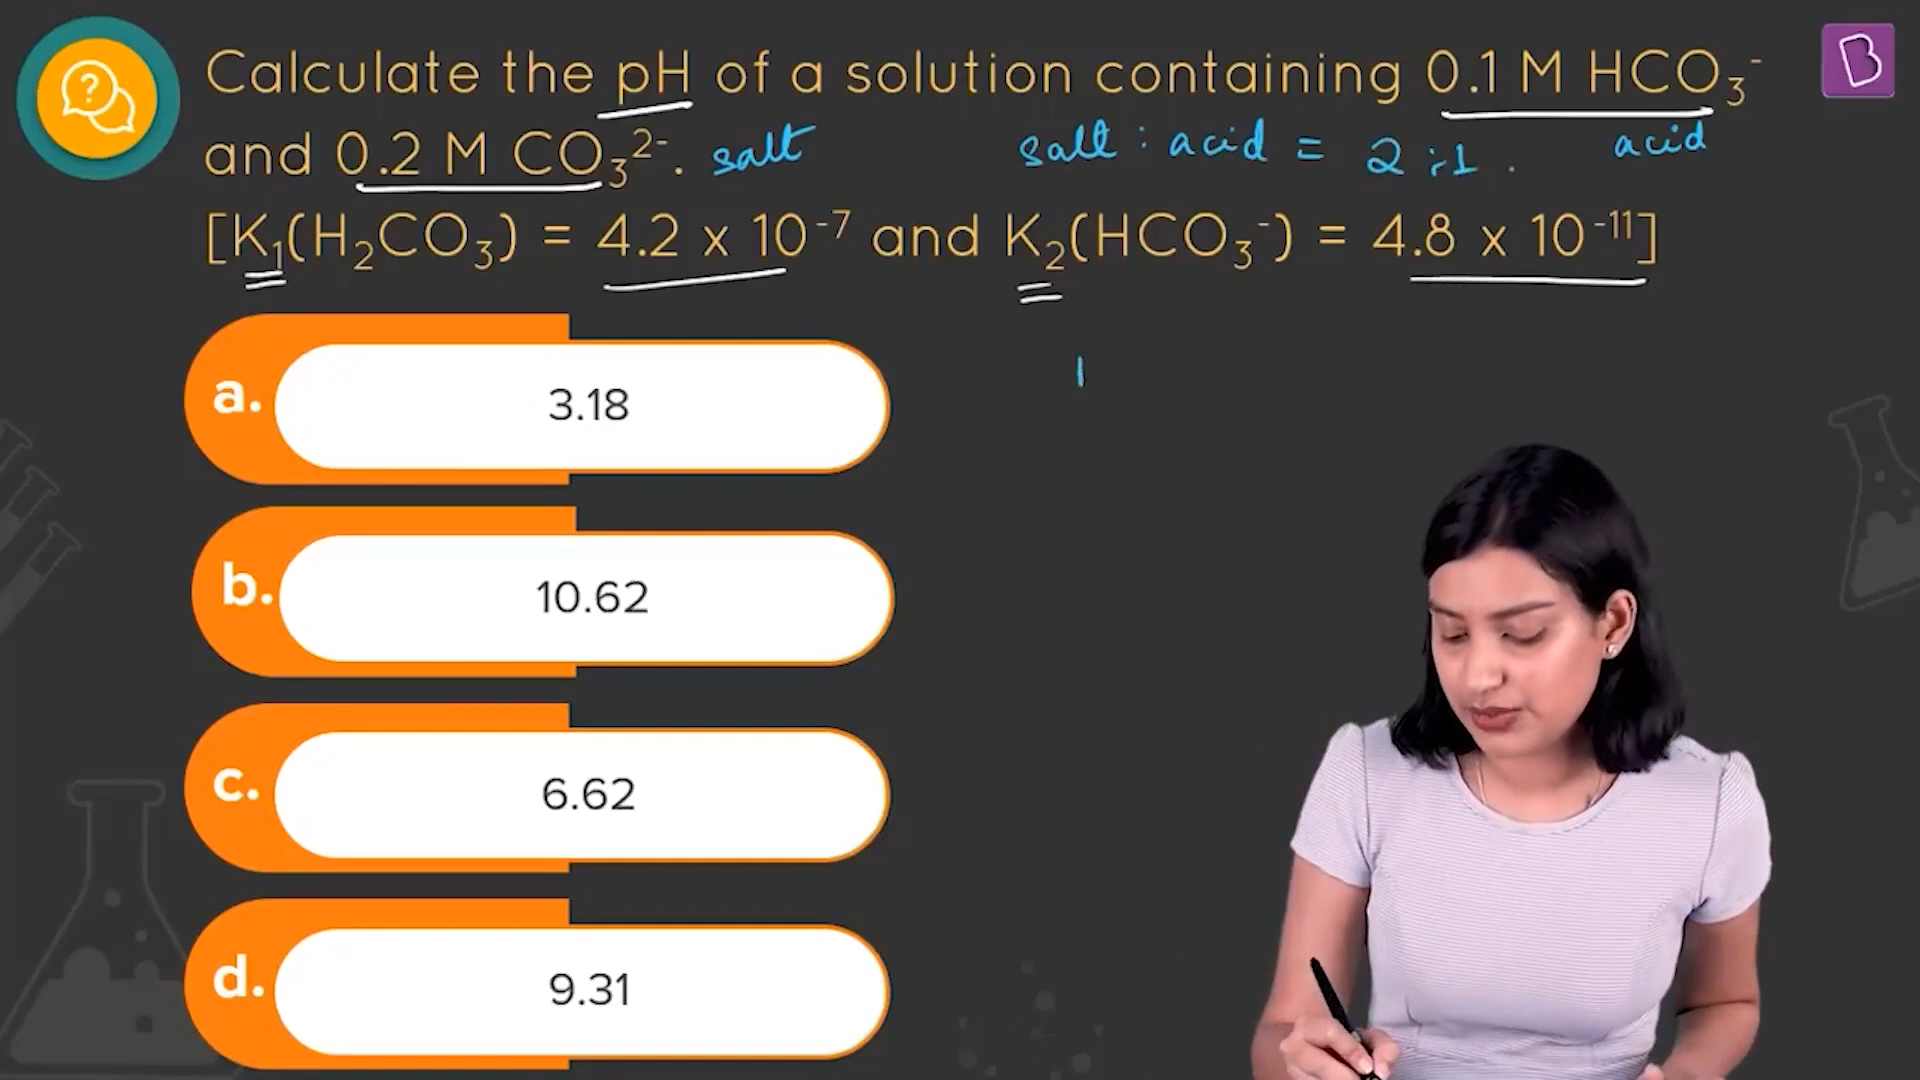 Calculate the pH of a solution containing 0.1 M HCO₃⁻
and 0.2 M CO₃²⁻. salt salt : acid = 2 : 1 . acid
[K₁(H₂CO₃) = 4.2 x 10⁻⁷ and K₂(HCO₃⁻) = 4.8 x 10⁻¹¹]
a. 3.18
b. 10.62
c. 6.62
d. 9.31